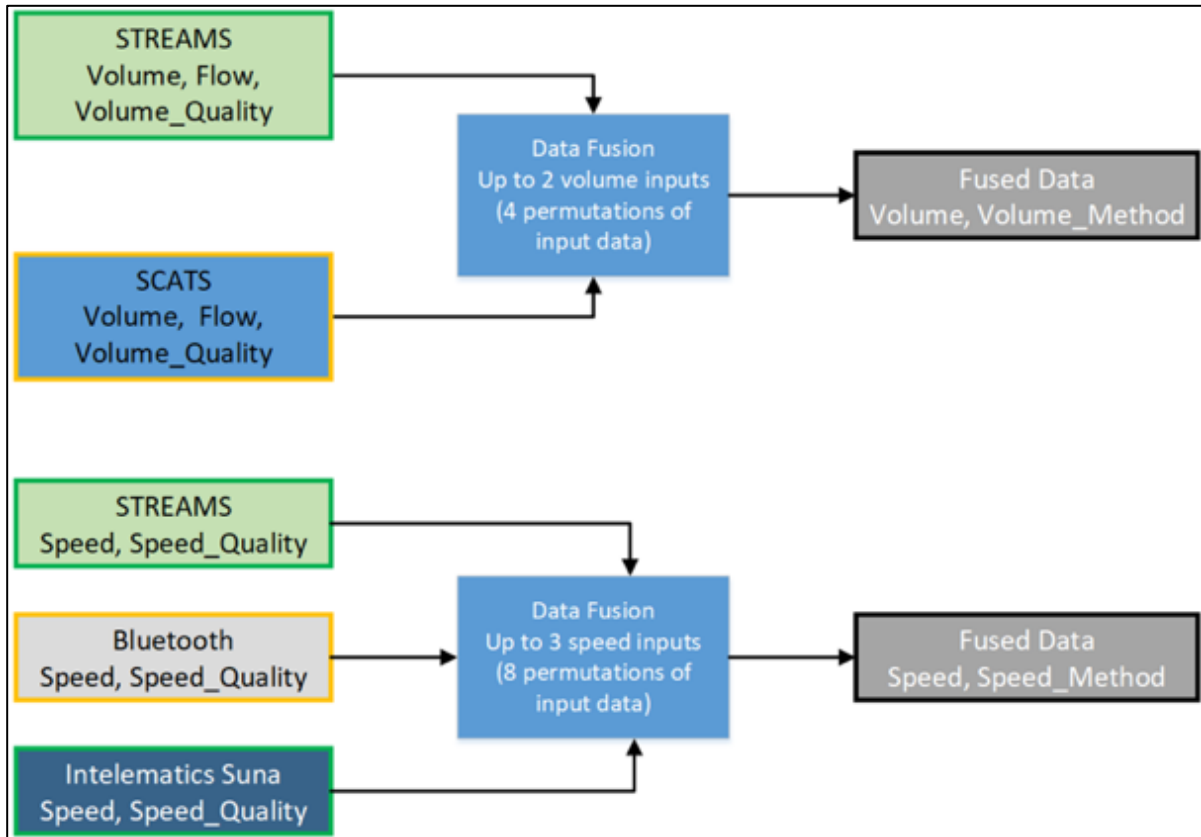 STREAMS
Volume, Flow,
Volume_Quality
Data Fusion
Up to 2 volume inputs
(4 permutations of
input data)
Fused Data
Volume, Volume_Method
SCATS
Volume,  Flow,
Volume_Quality
STREAMS
Speed, Speed_Quality
Bluetooth
Speed, Speed_Quality
Data Fusion
Up to 3 speed inputs
(8 permutations of
input data)
Fused Data
Speed, Speed_Method
Intelematics Suna
Speed, Speed_Quality